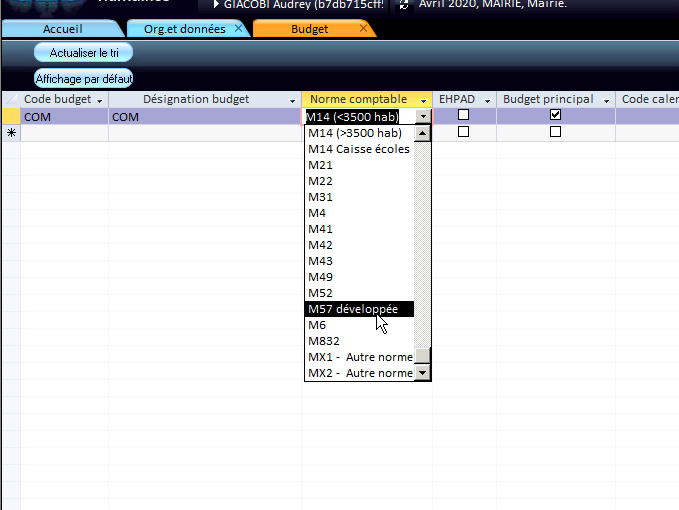 GIACOBI Audrey (b7db715cff! Avril 2020, MAIRIE, Mairie.
Accueil Org.et données Budget
Actualiser le tri
Affichage par défaut
Code budget Désignation budget Norme comptable EHPAD Budget principal Code caler
COM COM M14 (<3500 hab)
M14 (>3500 hab)
M14 Caisse écoles
M21
M22
M31
M4
M41
M42
M43
M49
M52
M57 développée
M6
M832
MX1 - Autre norme
MX2 - Autre norme